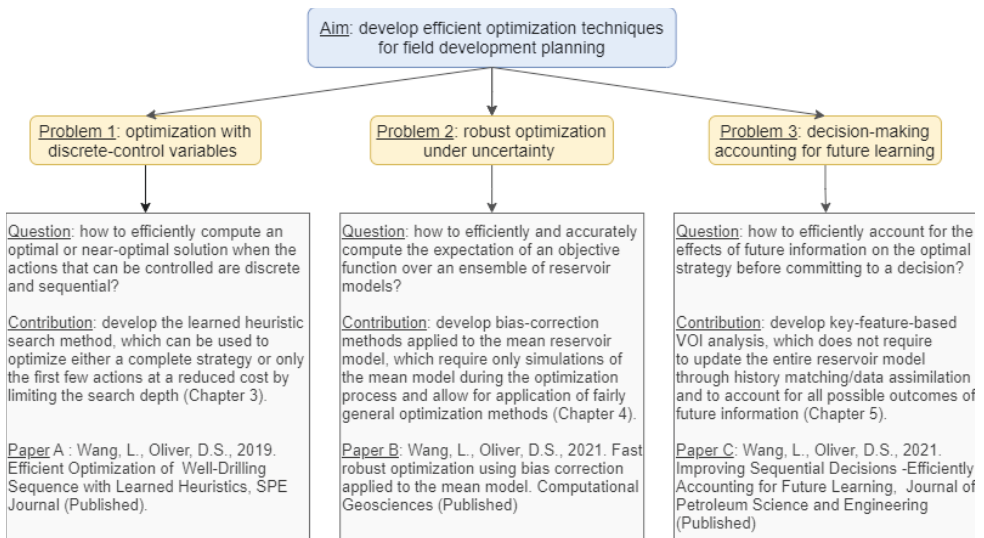 Aim: develop efficient optimization techniques
for field development planning
Problem 1: optimization with
discrete-control variables
Problem 2: robust optimization
under uncertainty
Problem 3: decision-making
accounting for future learning
Question: how to efficiently compute an
optimal or near-optimal solution when the
actions that can be controlled are discrete
and sequential?
Contribution: develop the learned heuristic
search method, which can be used to
optimize either a complete strategy or only
the first few actions at a reduced cost by
limiting the search depth (Chapter 3).
Paper A : Wang, L., Oliver, D.S., 2019.
Efficient Optimization of Well-Drilling
Sequence with Learned Heuristics, SPE
Journal (Published).
Question: how to efficiently and accurately
compute the expectation of an objective
function over an ensemble of reservoir
models?
Contribution: develop bias-correction
methods applied to the mean reservoir
model, which require only simulations of
the mean model during the optimization
process and allow for application of fairly
general optimization methods (Chapter 4).
Paper B: Wang, L., Oliver, D.S., 2021. Fast
robust optimization using bias correction
applied to the mean model. Computational
Geosciences (Published)
Question: how to efficiently account for the
effects of future information on the optimal
strategy before committing to a decision?
Contribution: develop key-feature-based
VOI analysis, which does not require
to update the entire reservoir model
through history matching/data assimilation
and to account for all possible outcomes of
future information (Chapter 5).
Paper C: Wang, L., Oliver, D.S., 2021.
Improving Sequential Decisions -Efficiently
Accounting for Future Learning, Journal of
Petroleum Science and Engineering
(Published)